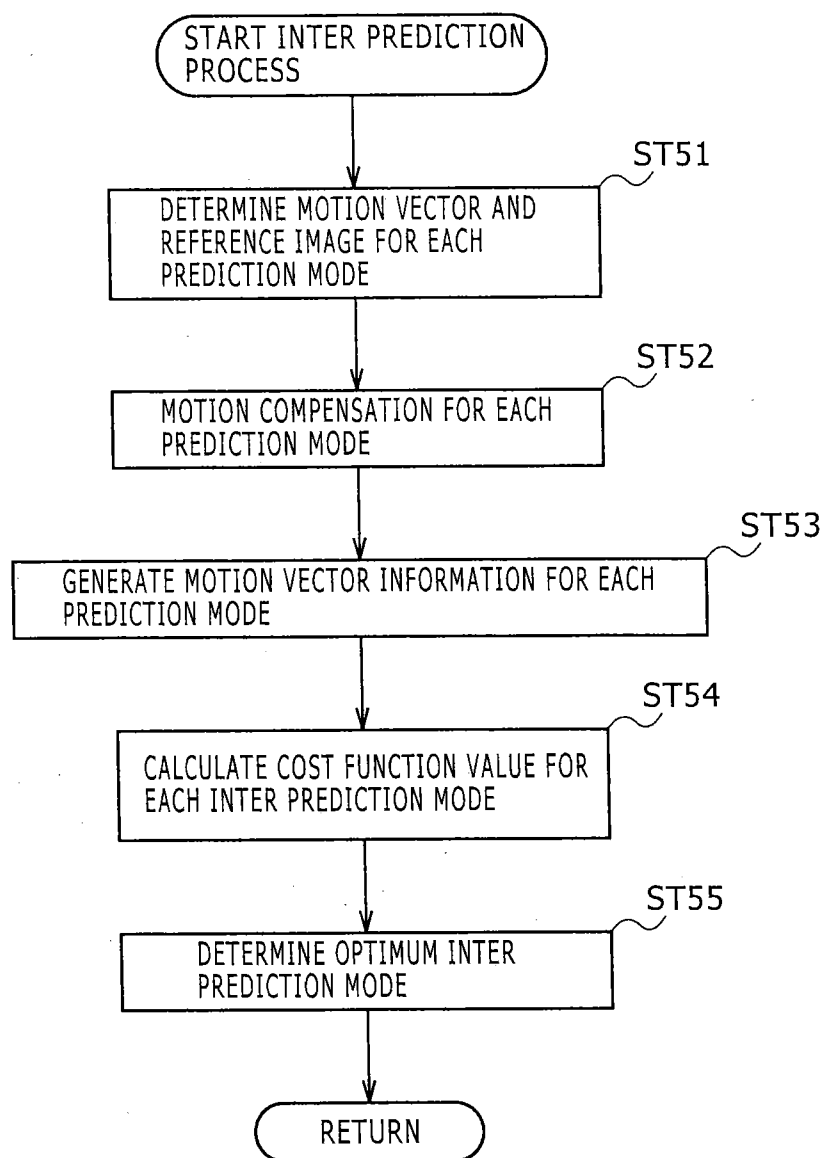 START INTER PREDICTION
PROCESS
ST51
DETERMINE MOTION VECTOR AND
REFERENCE IMAGE FOR EACH
PREDICTION MODE
ST52
MOTION COMPENSATION FOR EACH
PREDICTION MODE
ST53
GENERATE MOTION VECTOR INFORMATION FOR EACH
PREDICTION MODE
ST54
CALCULATE COST FUNCTION VALUE FOR
EACH INTER PREDICTION MODE
ST55
DETERMINE OPTIMUM INTER
PREDICTION MODE
RETURN